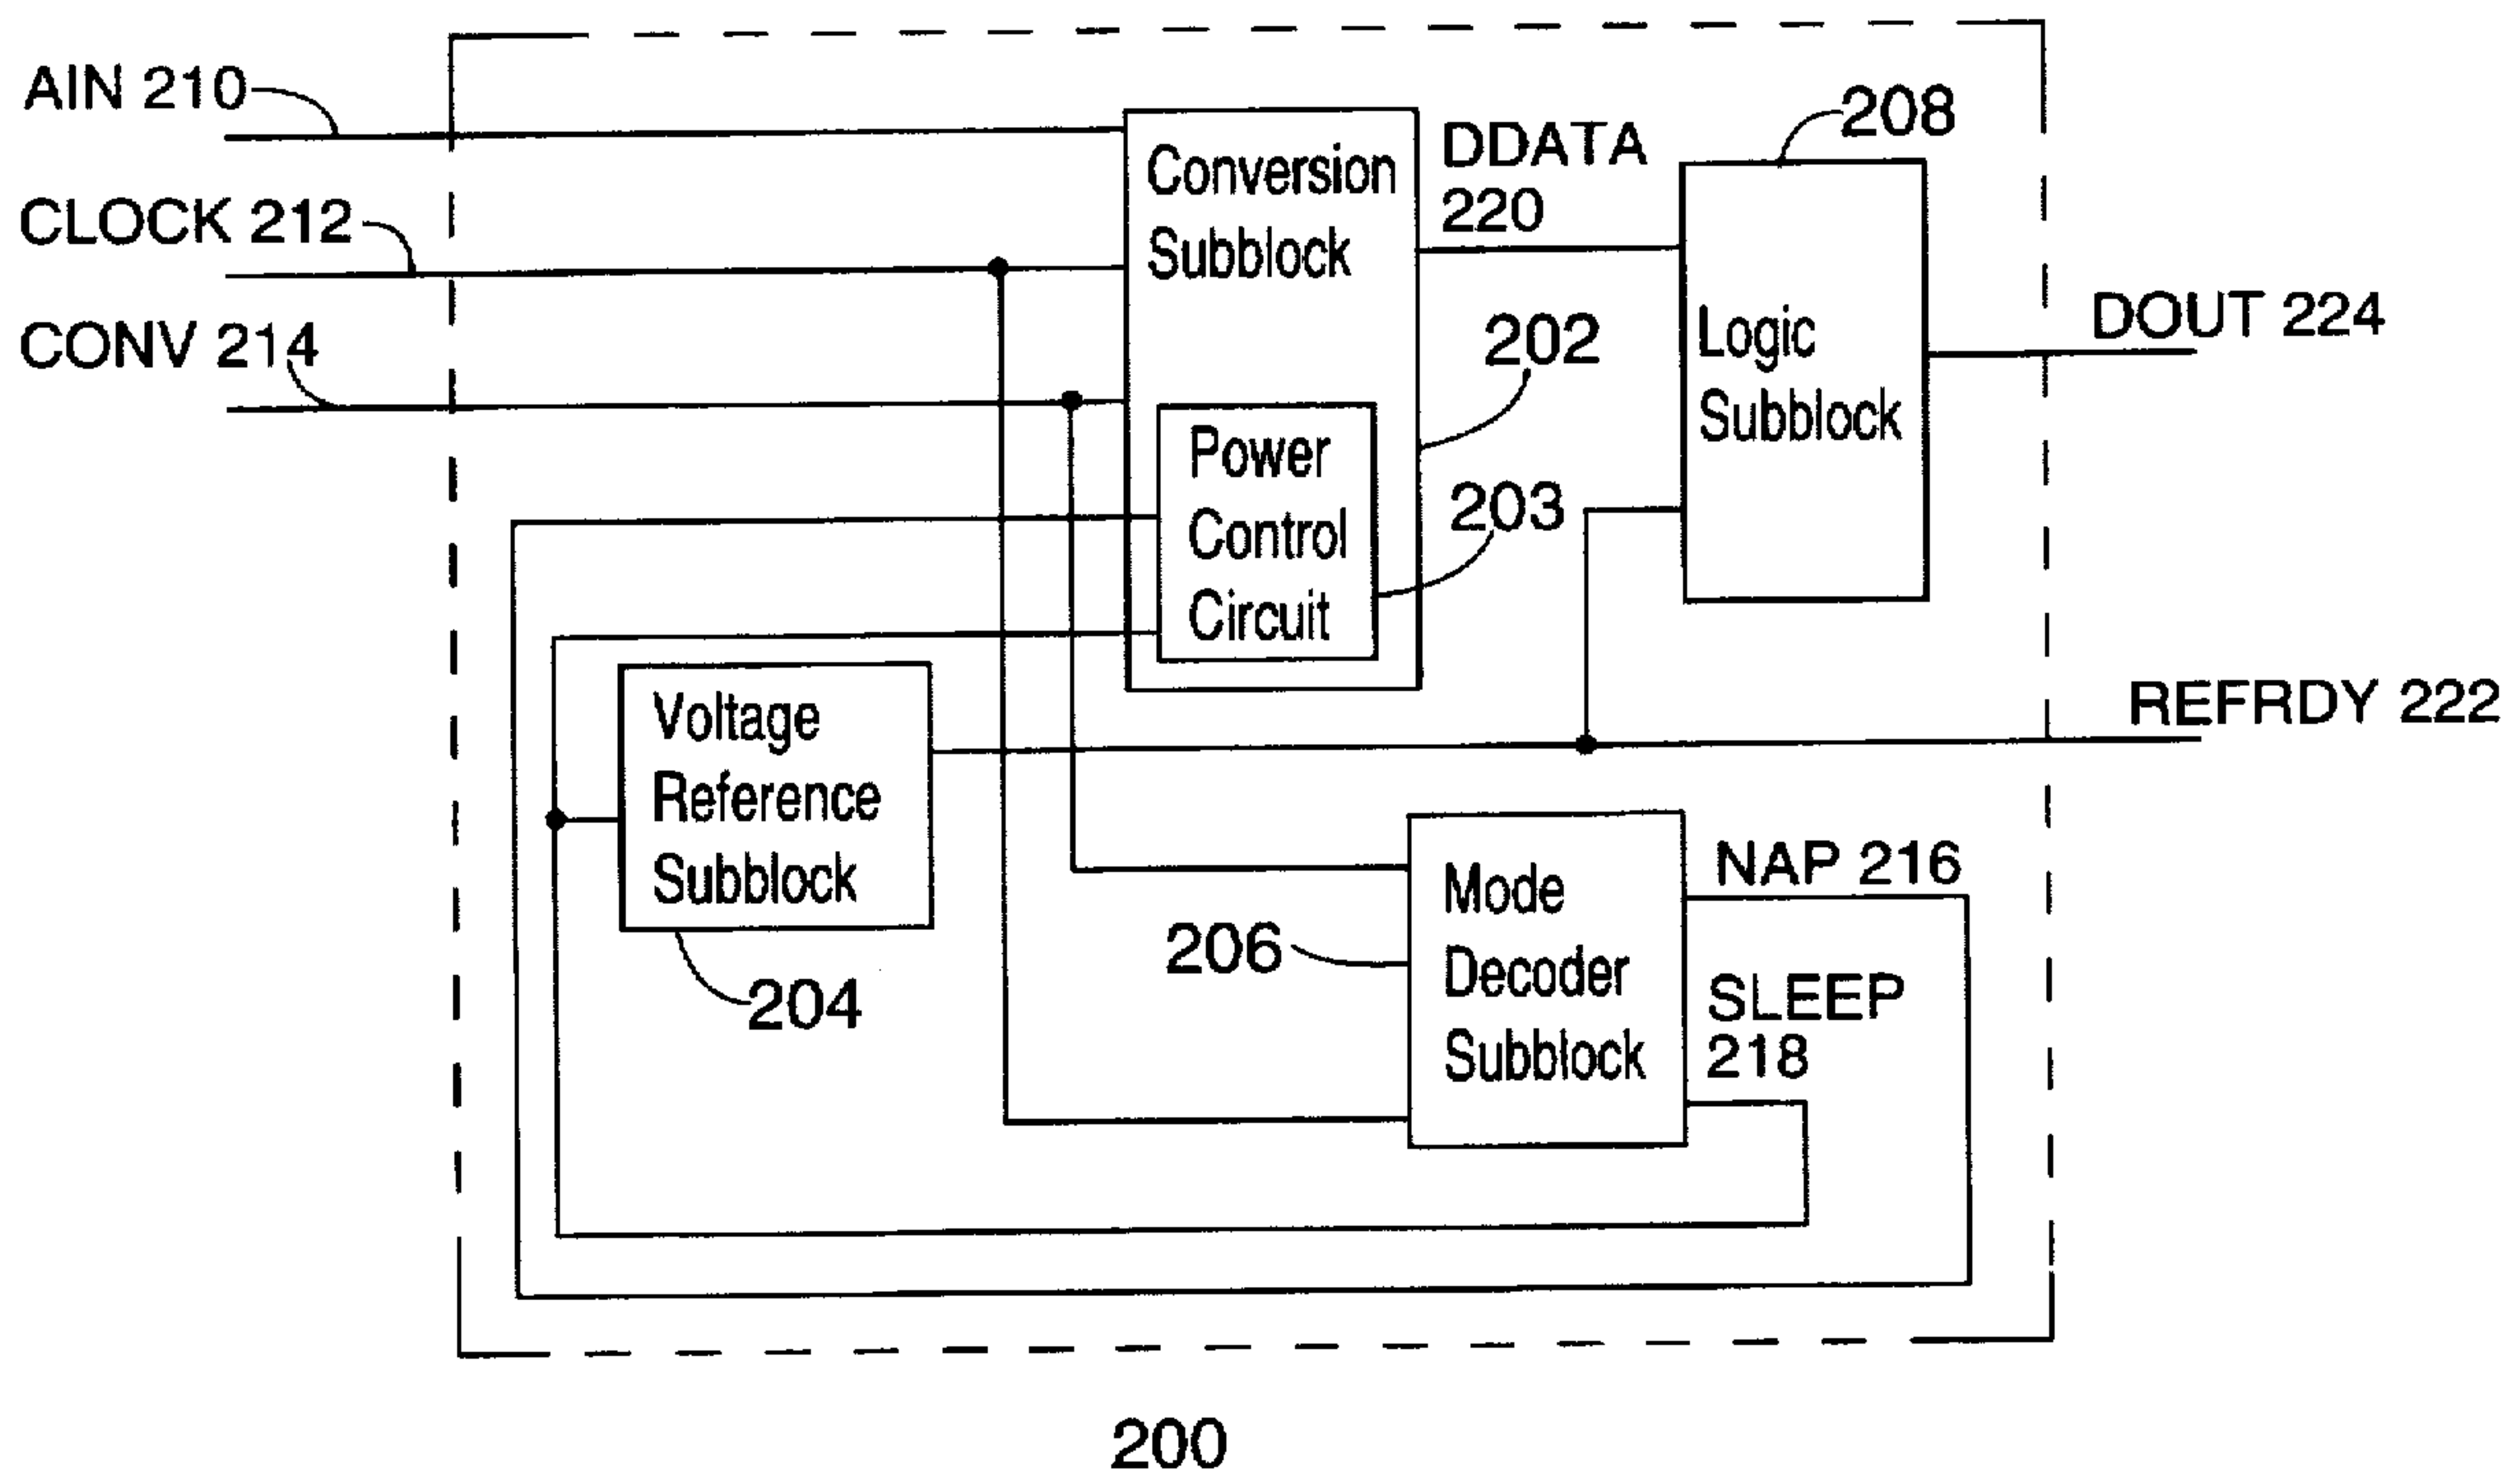 AIN 210
CLOCK 212
CONV 214
Conversion
Subblock
DDATA
220
208
Logic
Subblock
DOUT 224
202
Power
Control
Circuit
203
REFRDY 222
Voltage
Reference
Subblock
204
206
Mode
Decoder
Subblock
NAP 216
SLEEP
218
200